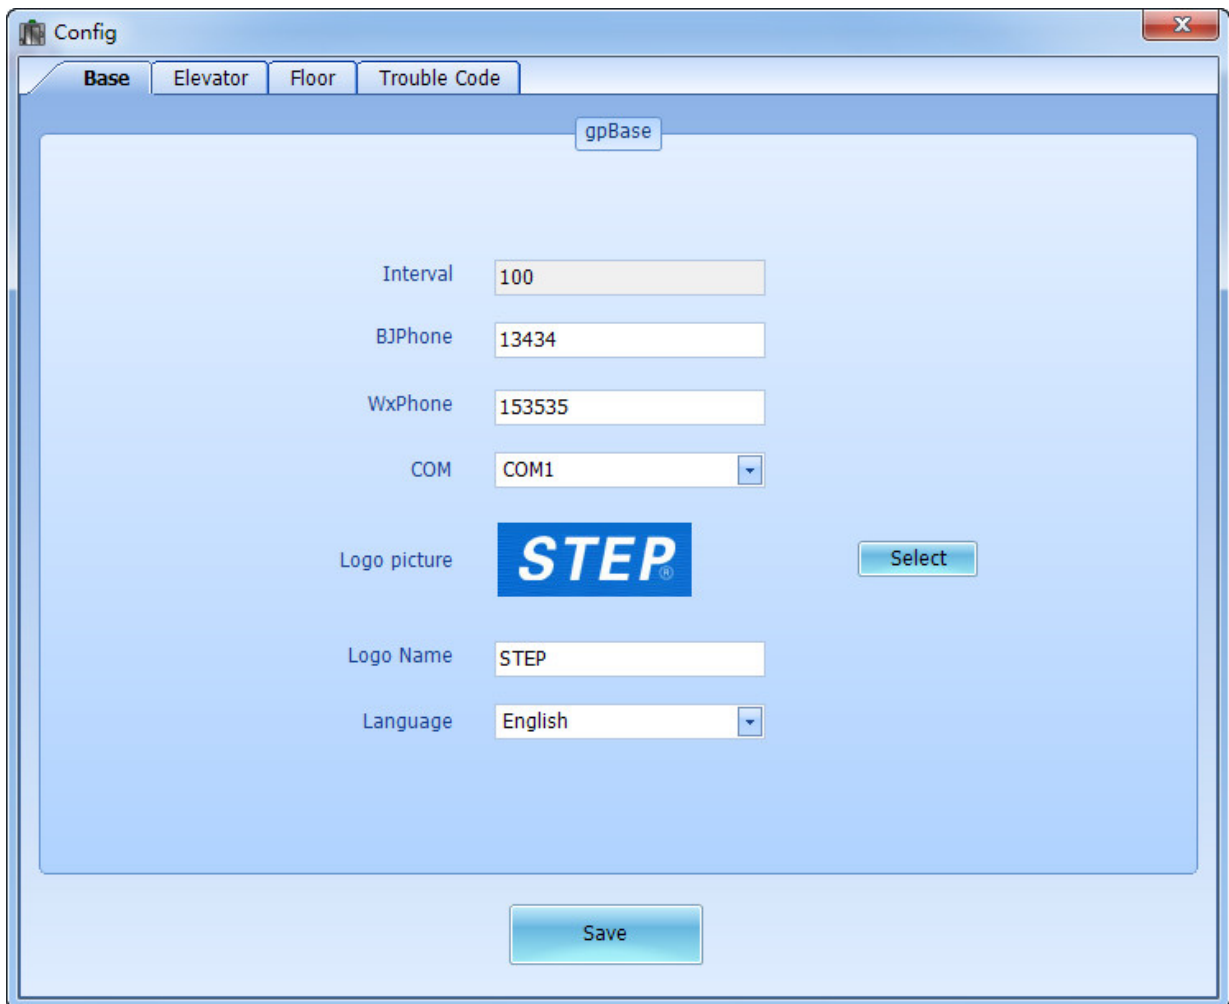 Config
Base Elevator Floor Trouble Code
gpBase
Interval 100
BJPhone 13434
WxPhone 153535
COM COM1
Logo picture STEP® Select
Logo Name STEP
Language English
Save